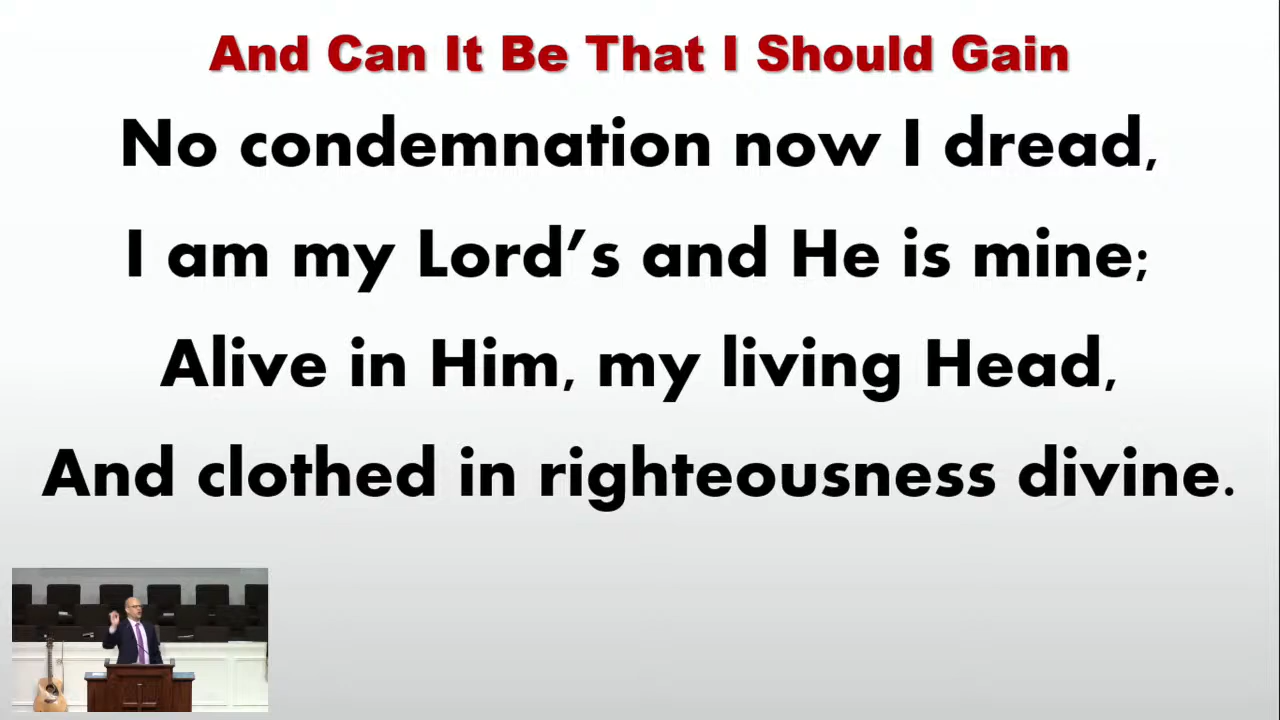 And Can It Be That I Should Gain
No condemnation now I dread,
I am my Lord’s and He is mine;
Alive in Him, my living Head,
And clothed in righteousness divine.